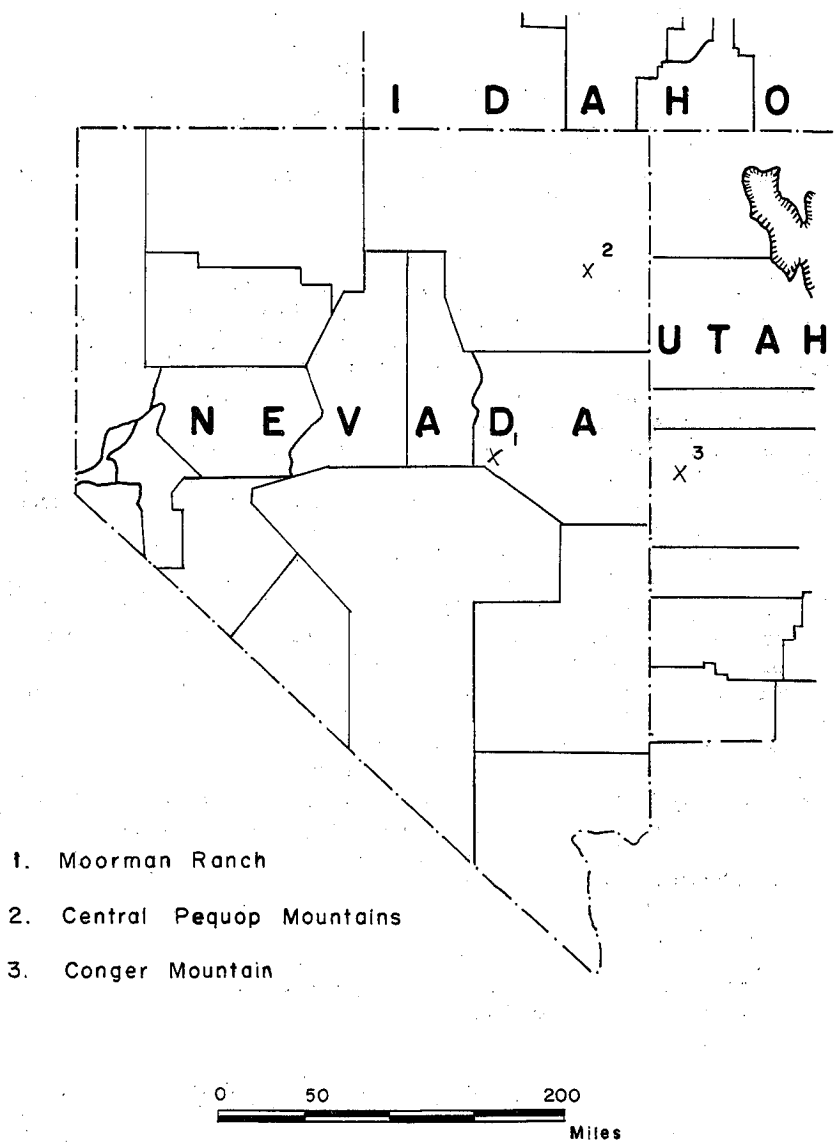 I D A H O
2
U T A H
N E V A D A
1
3
1. Moorman Ranch
2. Central Pequop Mountains
3. Conger Mountain
0 50 200
Miles